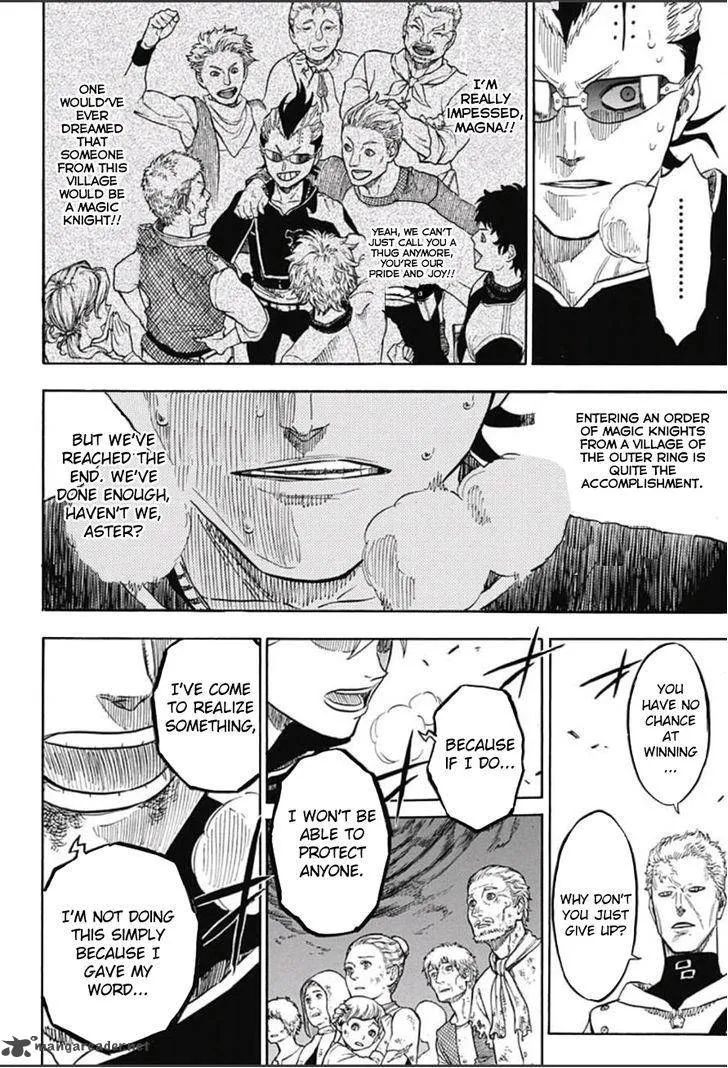 .........
I'M
REALLY
IMPRESSED,
MAGNA!!
YEAH, WE CAN'T
JUST CALL YOU A
THUG ANYMORE,
YOU'RE OUR
PRIDE AND JOY!!
ONE
WOULD'VE
EVER
DREAMED
THAT
SOMEONE
FROM THIS
VILLAGE
WOULD BE
A MAGIC
KNIGHT!!
ENTERING AN ORDER
OF MAGIC KNIGHTS
FROM A VILLAGE OF
THE OUTER RING IS
QUITE THE
ACCOMPLISHMENT.
BUT WE'VE
REACHED THE
END. WE'VE
DONE ENOUGH,
HAVEN'T WE,
ASTER?
YOU
HAVE NO
CHANCE
AT
WINNING
...
WHY DON'T
YOU JUST
GIVE UP?
BECAUSE
IF I DO...
I WON'T BE
ABLE TO
PROTECT
ANYONE.
I'VE COME
TO REALIZE
SOMETHING,
I'M NOT DOING
THIS SIMPLY
BECAUSE I
GAVE MY
WORD...
mangareader.net